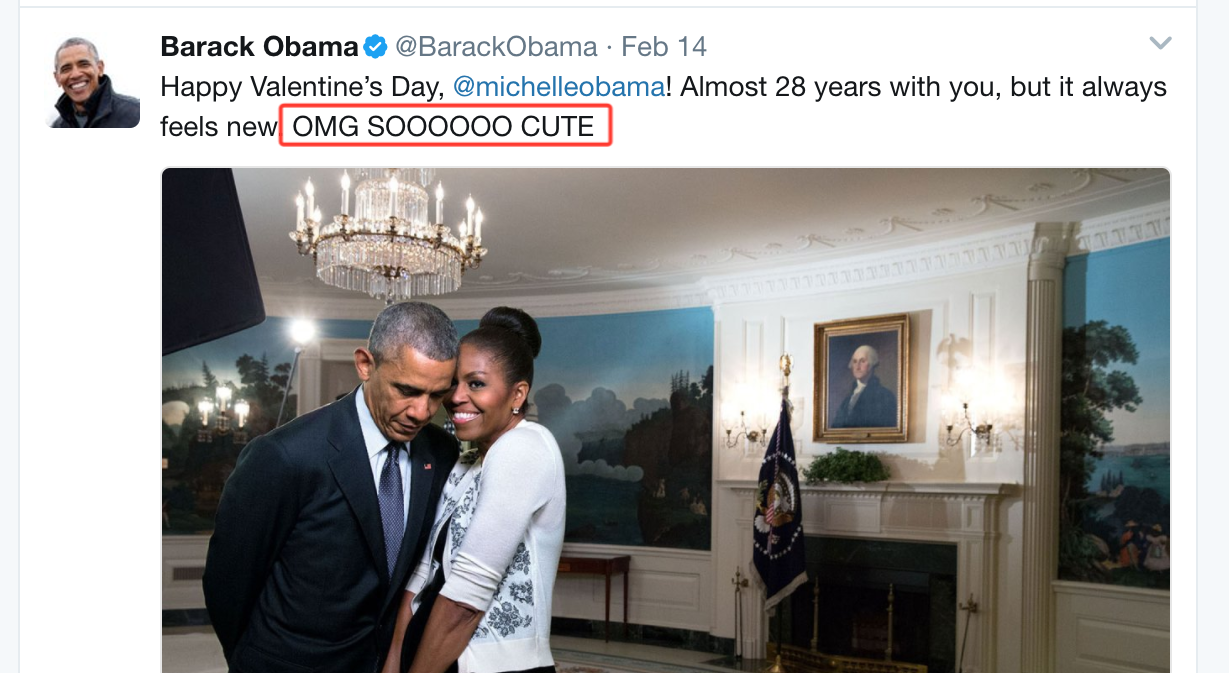 Barack Obama @BarackObama · Feb 14
Happy Valentine’s Day, @michelleobama! Almost 28 years with you, but it always
feels new. OMG SOOOOOO CUTE